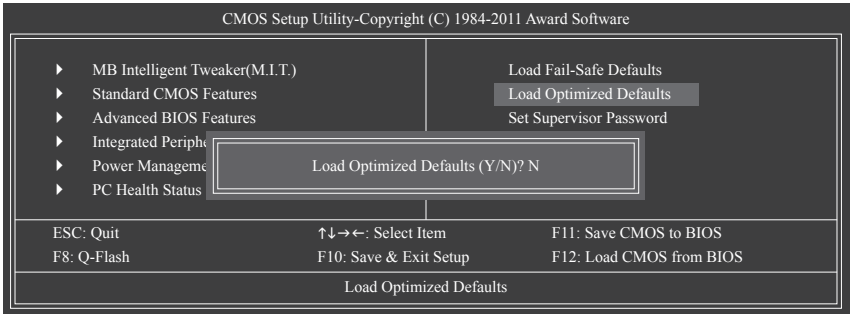 CMOS Setup Utility-Copyright (C) 1984-2011 Award Software
MB Intelligent Tweaker(M.I.T.)
Standard CMOS Features
Advanced BIOS Features
Integrated Periphe
Power Manageme
PC Health Status
Load Fail-Safe Defaults
Load Optimized Defaults
Set Supervisor Password
Load Optimized Defaults (Y/N)? N
ESC: Quit
↑↓→←: Select Item
F11: Save CMOS to BIOS
F8: Q-Flash
F10: Save & Exit Setup
F12: Load CMOS from BIOS
Load Optimized Defaults